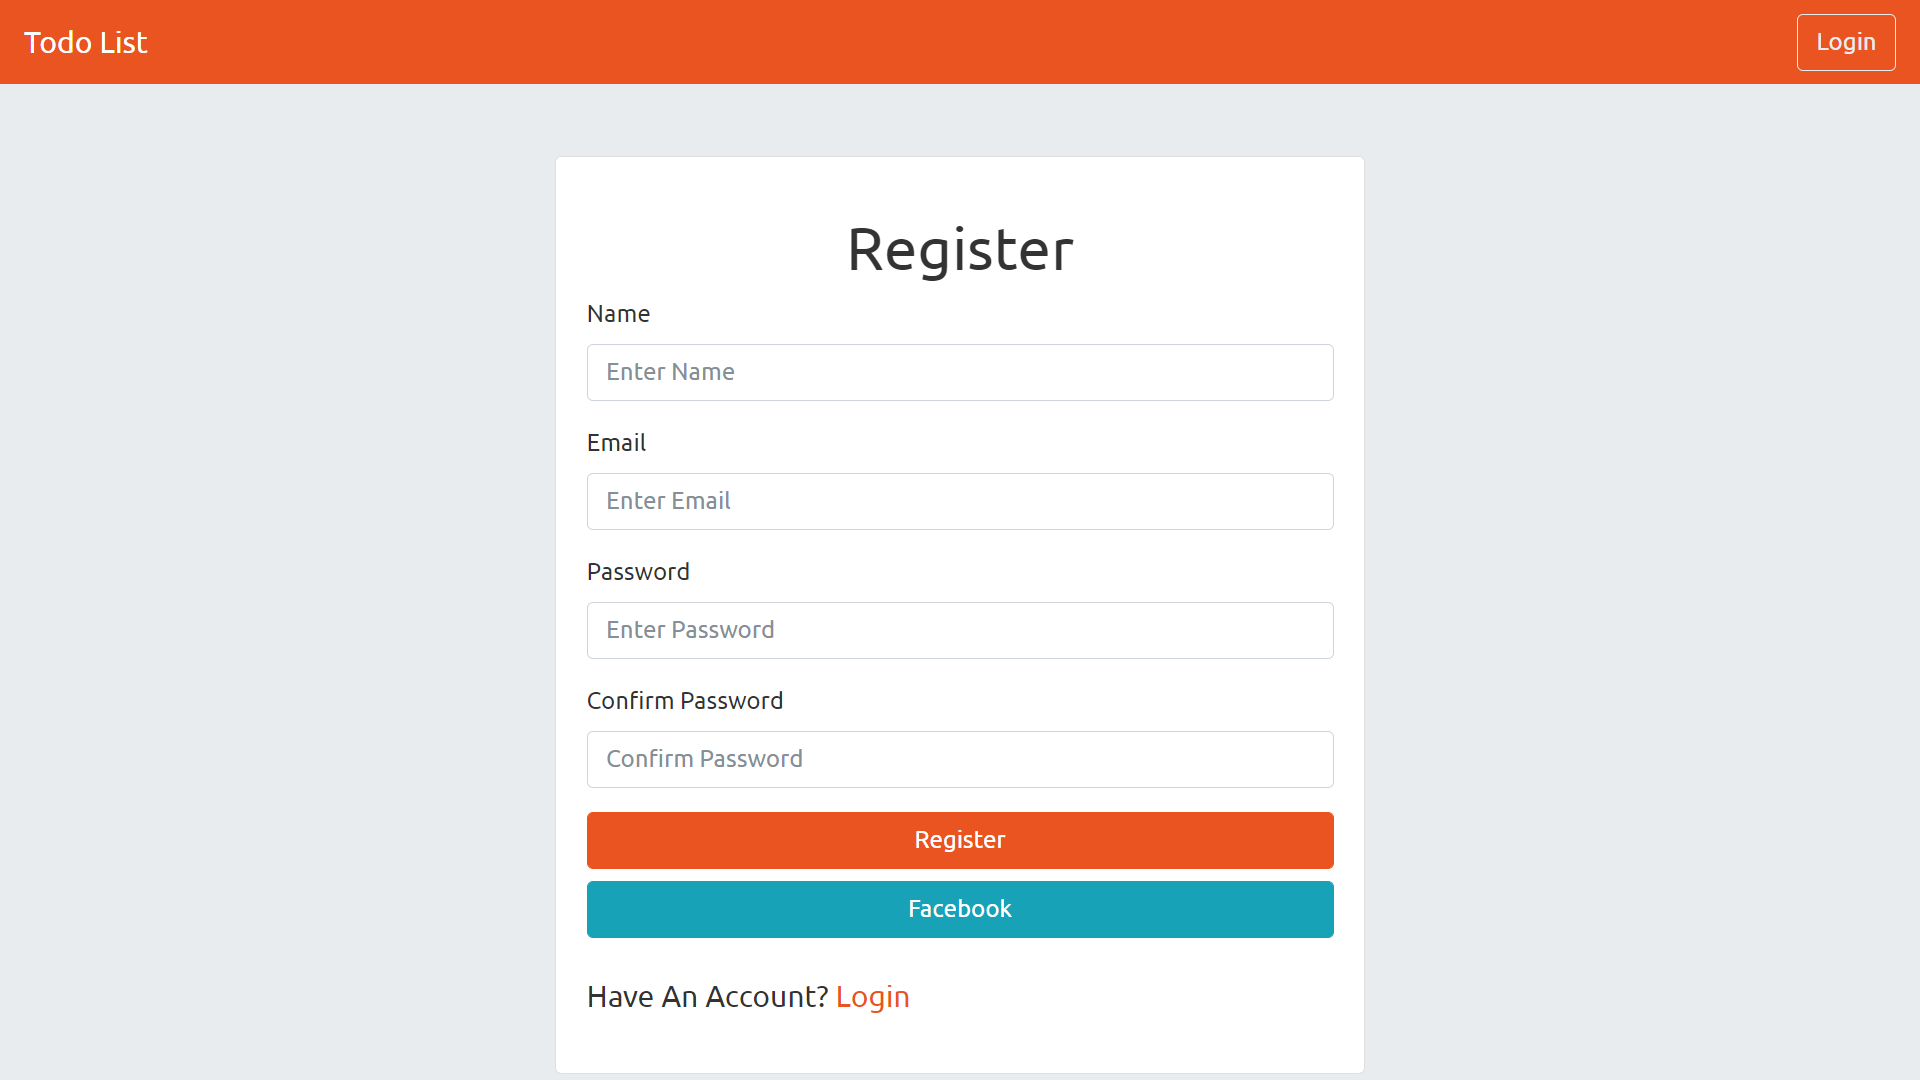 Todo List
Login
Register
Name
Enter Name
Email
Enter Email
Password
Enter Password
Confirm Password
Confirm Password
Register
Facebook
Have An Account? Login